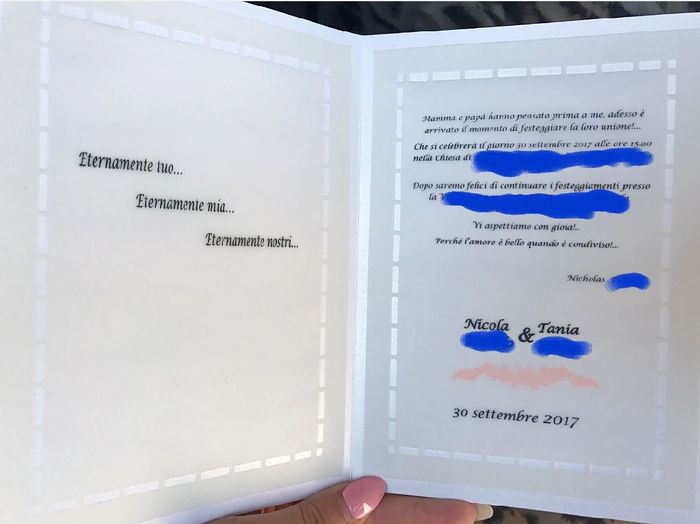 Eternamente tuo...
Eternamente mia...
Eternamente nostri...
Mamma e papà hanno pensato prima a me, adesso è
arrivato il momento di festeggiare la loro unione!...
Che si celebrerà il giorno 30 settembre 2017 alle ore 15.00
nella Chiesa di
Dopo saremo felici di continuare i festeggiamenti presso
la
Vi aspettiamo con gioia!..
Perché l'amore è bello quando è condiviso!...
Nicholas
Nicola & Tania
30 settembre 2017